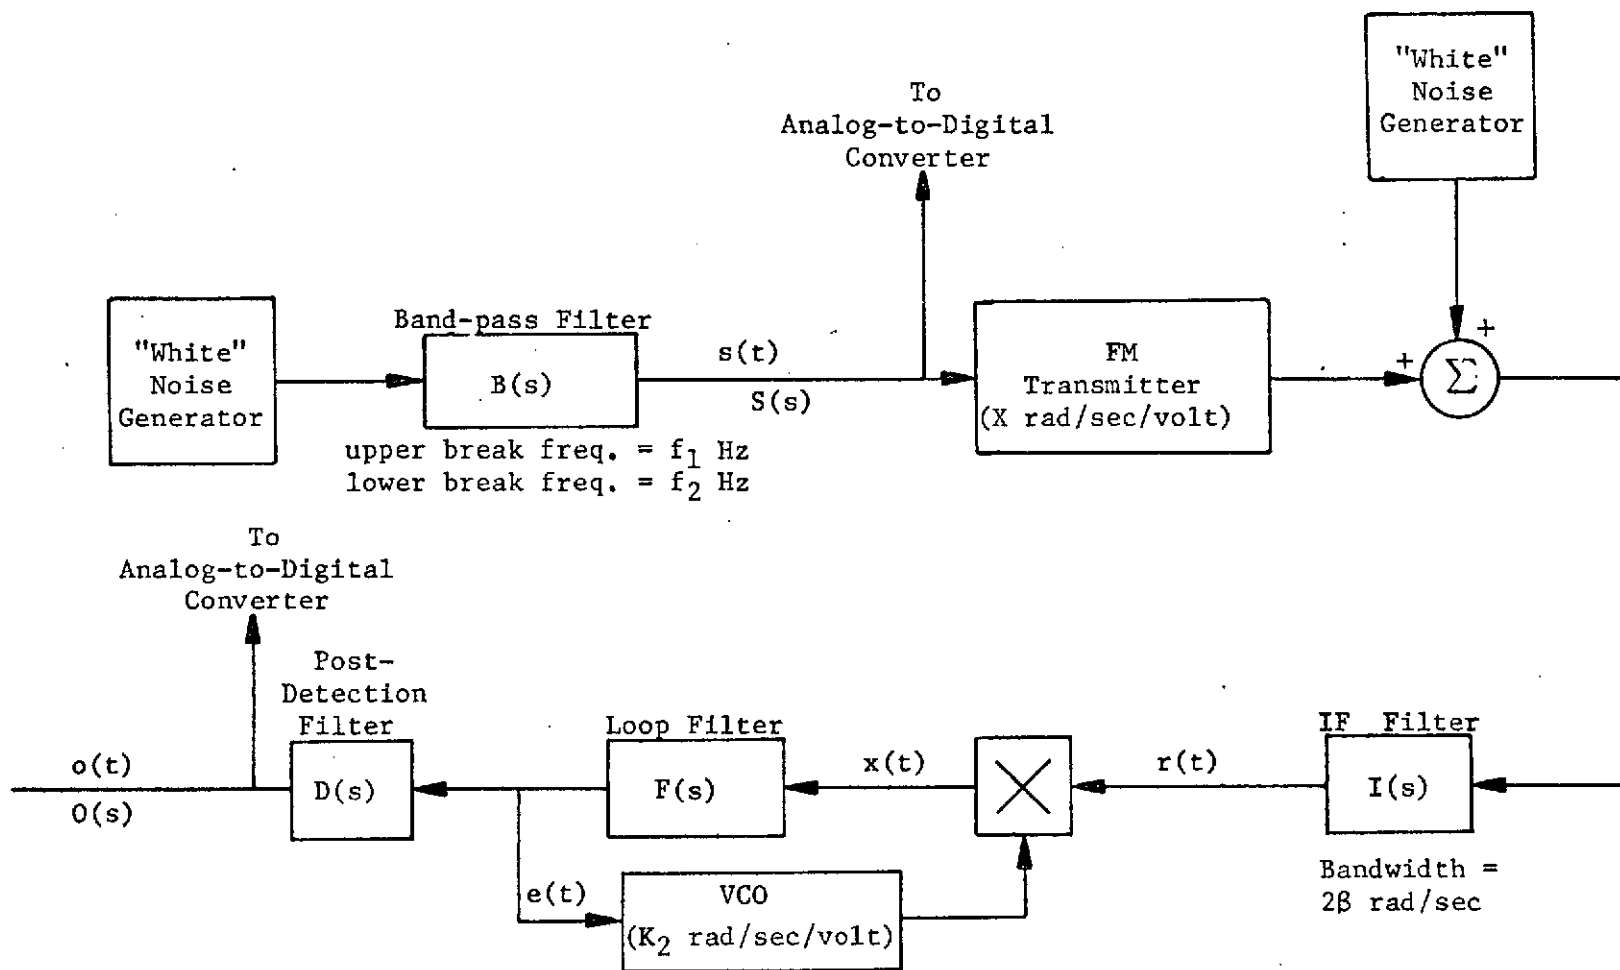 "White"
Noise
Generator
To
Analog-to-Digital
Converter
"White"
Noise
Generator
Band-pass Filter
B(s)
upper break freq. = f₁ Hz
lower break freq. = f₂ Hz
s(t)
S(s)
FM
Transmitter
(X rad/sec/volt)
+
+
Σ
To
Analog-to-Digital
Converter
Post-
Detection
Filter
D(s)
o(t)
O(s)
Loop Filter
F(s)
x(t)
r(t)
IF Filter
I(s)
Bandwidth =
2β rad/sec
e(t)
VCO
(K₂ rad/sec/volt)